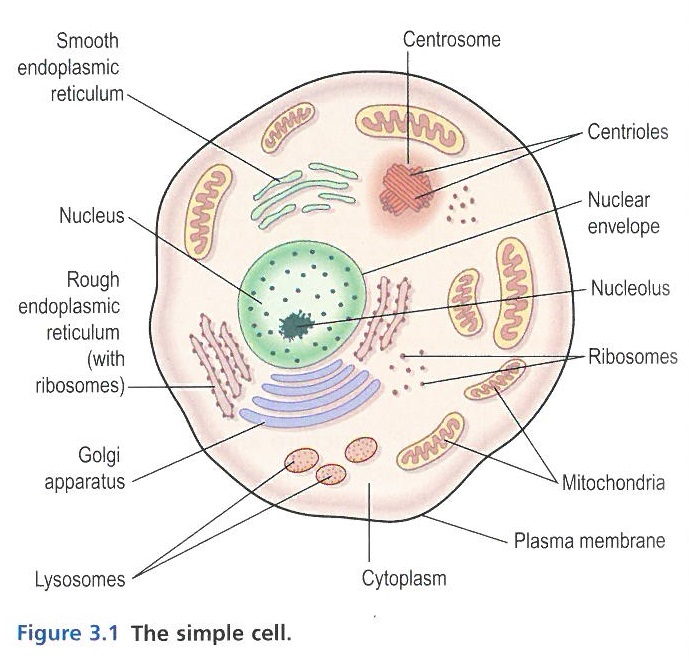 Smooth
endoplasmic
reticulum
Centrosome
Centrioles
Nuclear
envelope
Nucleus
Nucleolus
Rough
endoplasmic
reticulum
(with
ribosomes)
Ribosomes
Golgi
apparatus
Mitochondria
Plasma membrane
Lysosomes
Cytoplasm
Figure 3.1 The simple cell.